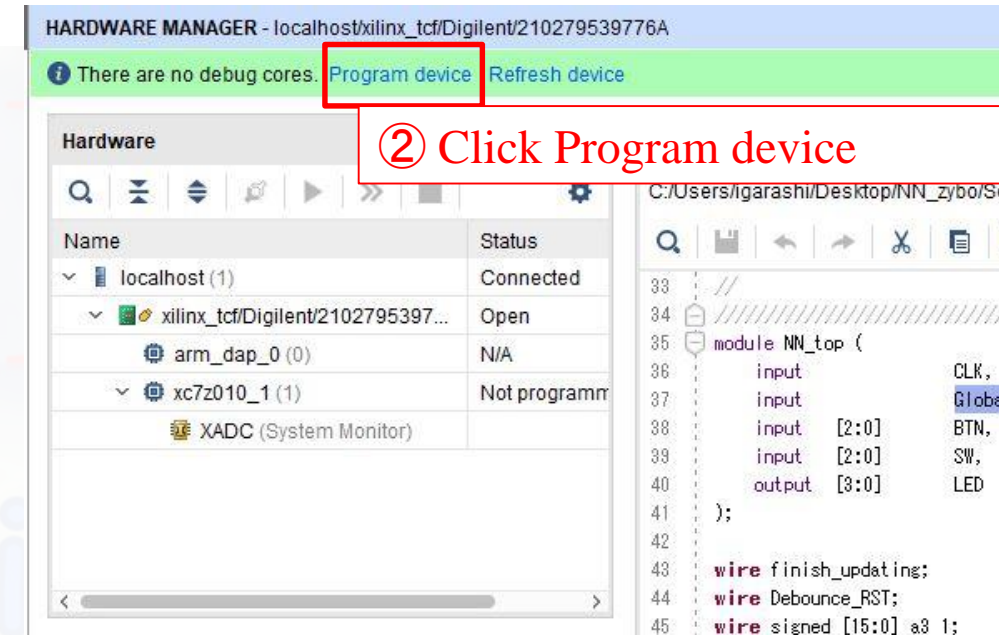 HARDWARE MANAGER - localhost/xilinx_tcf/Digilent/210279539776A
There are no debug cores. Program device Refresh device
② Click Program device
Hardware
C:/Users/igarashi/Desktop/NN_zybo/
Name Status
localhost (1) Connected
xilinx_tcf/Digilent/2102795397... Open
arm_dap_0 (0) N/A
xc7z010_1 (1) Not programm
XADC (System Monitor)
33 //
34 ////////////////////////////////
35 module NN_top (
36 input CLK,
37 input Globa
38 input [2:0] BTN,
39 input [2:0] SW,
40 output [3:0] LED
41 );
42
43 wire finish_updating;
44 wire Debounce_RST;
45 wire signed [15:0] a3_1;